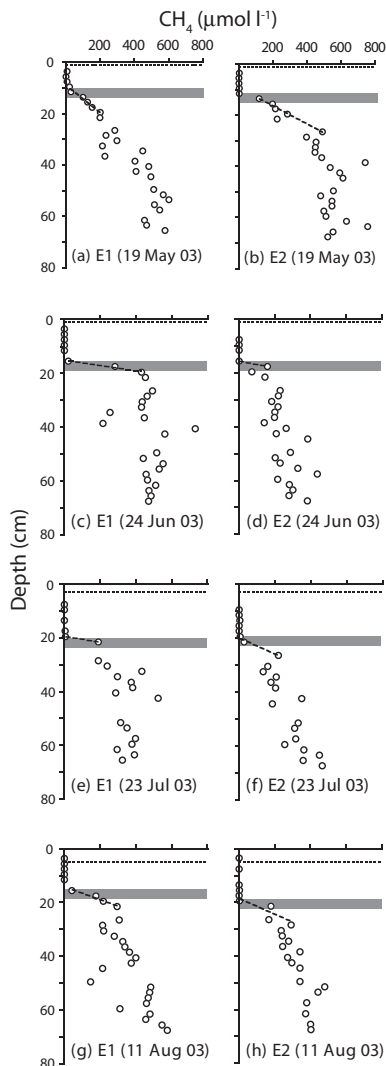 CH4 (μmol l-1)
200 400 600 800
200 400 600 800
0
20
40
60
80
(a) E1 (19 May 03)
(b) E2 (19 May 03)
0
20
40
60
80
(c) E1 (24 Jun 03)
(d) E2 (24 Jun 03)
Depth (cm)
0
20
40
60
80
(e) E1 (23 Jul 03)
(f) E2 (23 Jul 03)
0
20
40
60
80
(g) E1 (11 Aug 03)
(h) E2 (11 Aug 03)